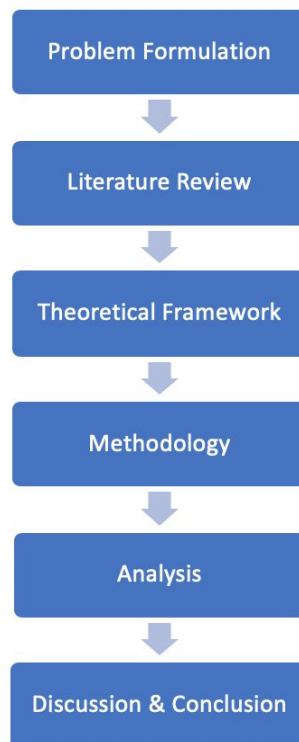 Problem Formulation
Literature Review
Theoretical Framework
Methodology
Analysis
Discussion & Conclusion